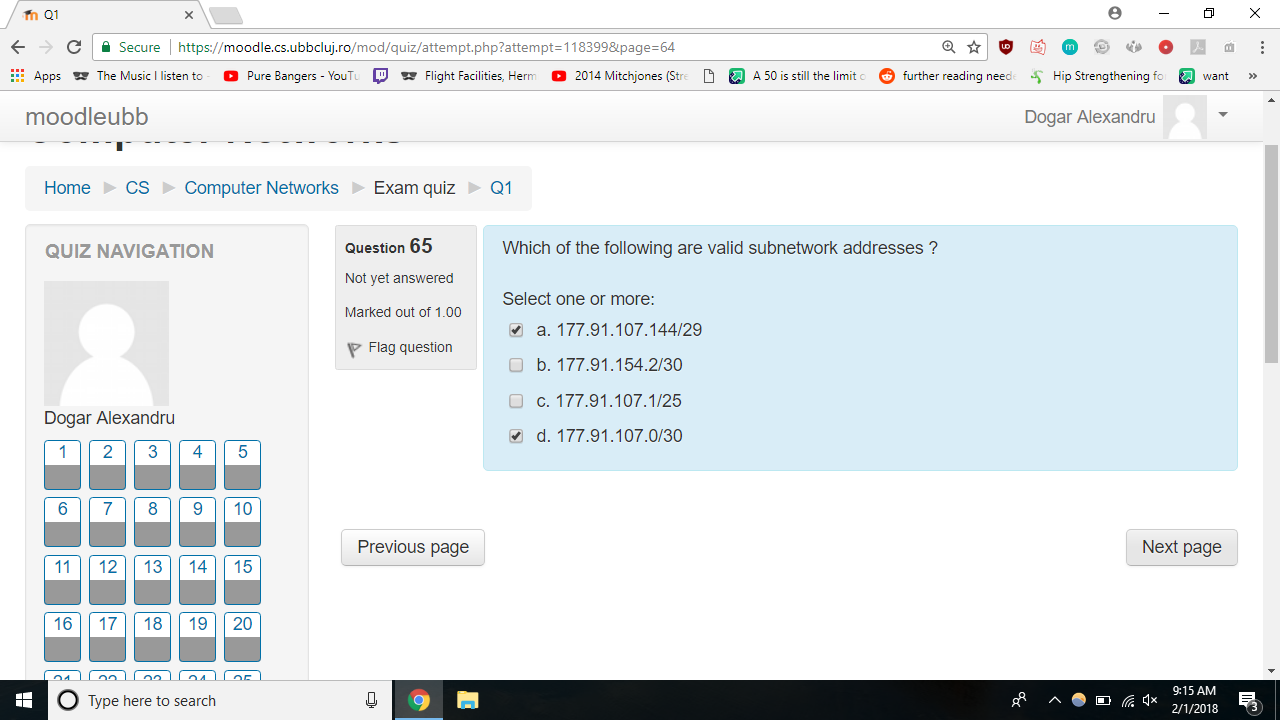 Q1
Secure https://moodle.cs.ubbcluj.ro/mod/quiz/attempt.php?attempt=118399&page=64
Apps The Music I listen to - Pure Bangers - YouTu Flight Facilities, Herm 2014 Mitchjones (Stre A 50 is still the limit o further reading neede Hip Strengthening fo want »
moodleubb Dogar Alexandru
Computer Networks
Home CS Computer Networks Exam quiz Q1
QUIZ NAVIGATION
Dogar Alexandru
1 2 3 4 5
6 7 8 9 10
11 12 13 14 15
16 17 18 19 20
21 22 23 24 25
Question 65
Not yet answered
Marked out of 1.00
Flag question
Which of the following are valid subnetwork addresses ?
Select one or more:
a. 177.91.107.144/29
b. 177.91.154.2/30
c. 177.91.107.1/25
d. 177.91.107.0/30
Previous page Next page
Type here to search
9:15 AM
2/1/2018
3